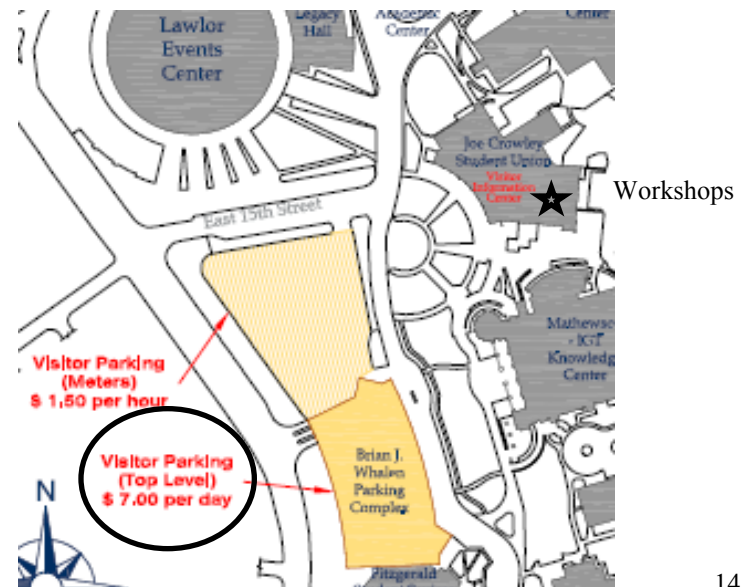 Lawlor
Events
Center
Legacy
Hall
Academic
Center
Center
Joe Crowley
Student Union
Visitor
Information
Center
Workshops
East 15th Street
Mathewson
- IGT
Knowledge
Center
Visitor Parking
(Meters)
$ 1.50 per hour
Visitor Parking
(Top Level)
$ 7.00 per day
Brian J.
Whalen
Parking
Complex
N
Fitzgerald
14